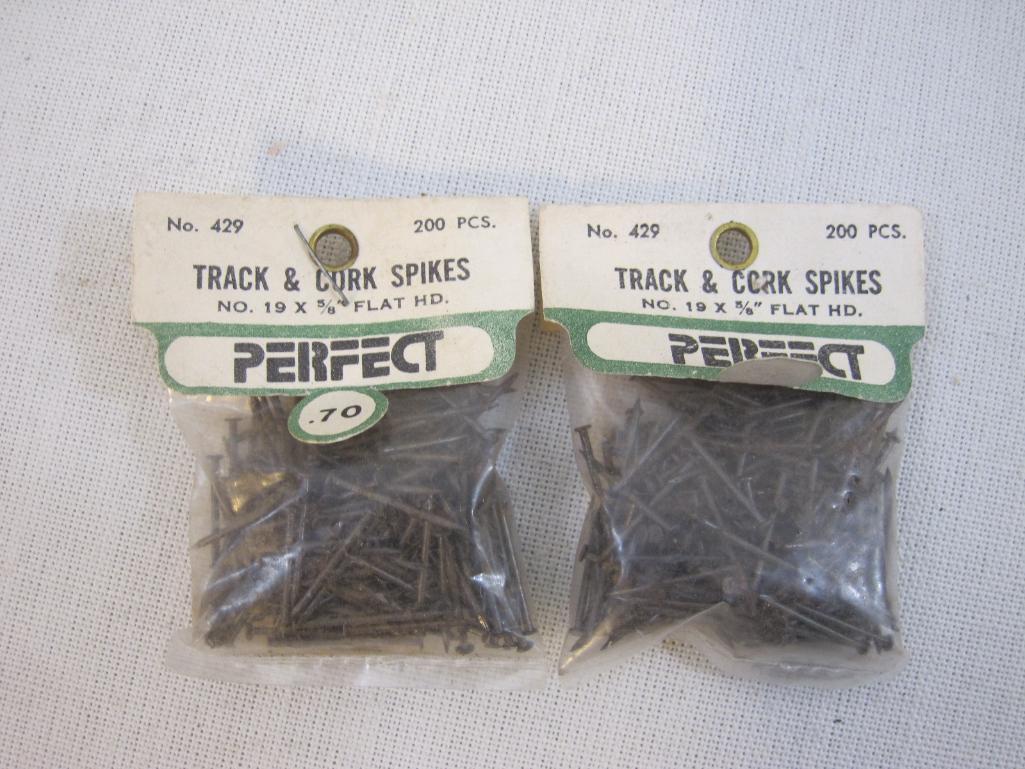 No. 429 200 PCS.
TRACK & CORK SPIKES
NO. 19 X 5/8" FLAT HD.
PERFECT
.70
No. 429 200 PCS.
TRACK & CORK SPIKES
NO. 19 X 5/8" FLAT HD.
PERFECT